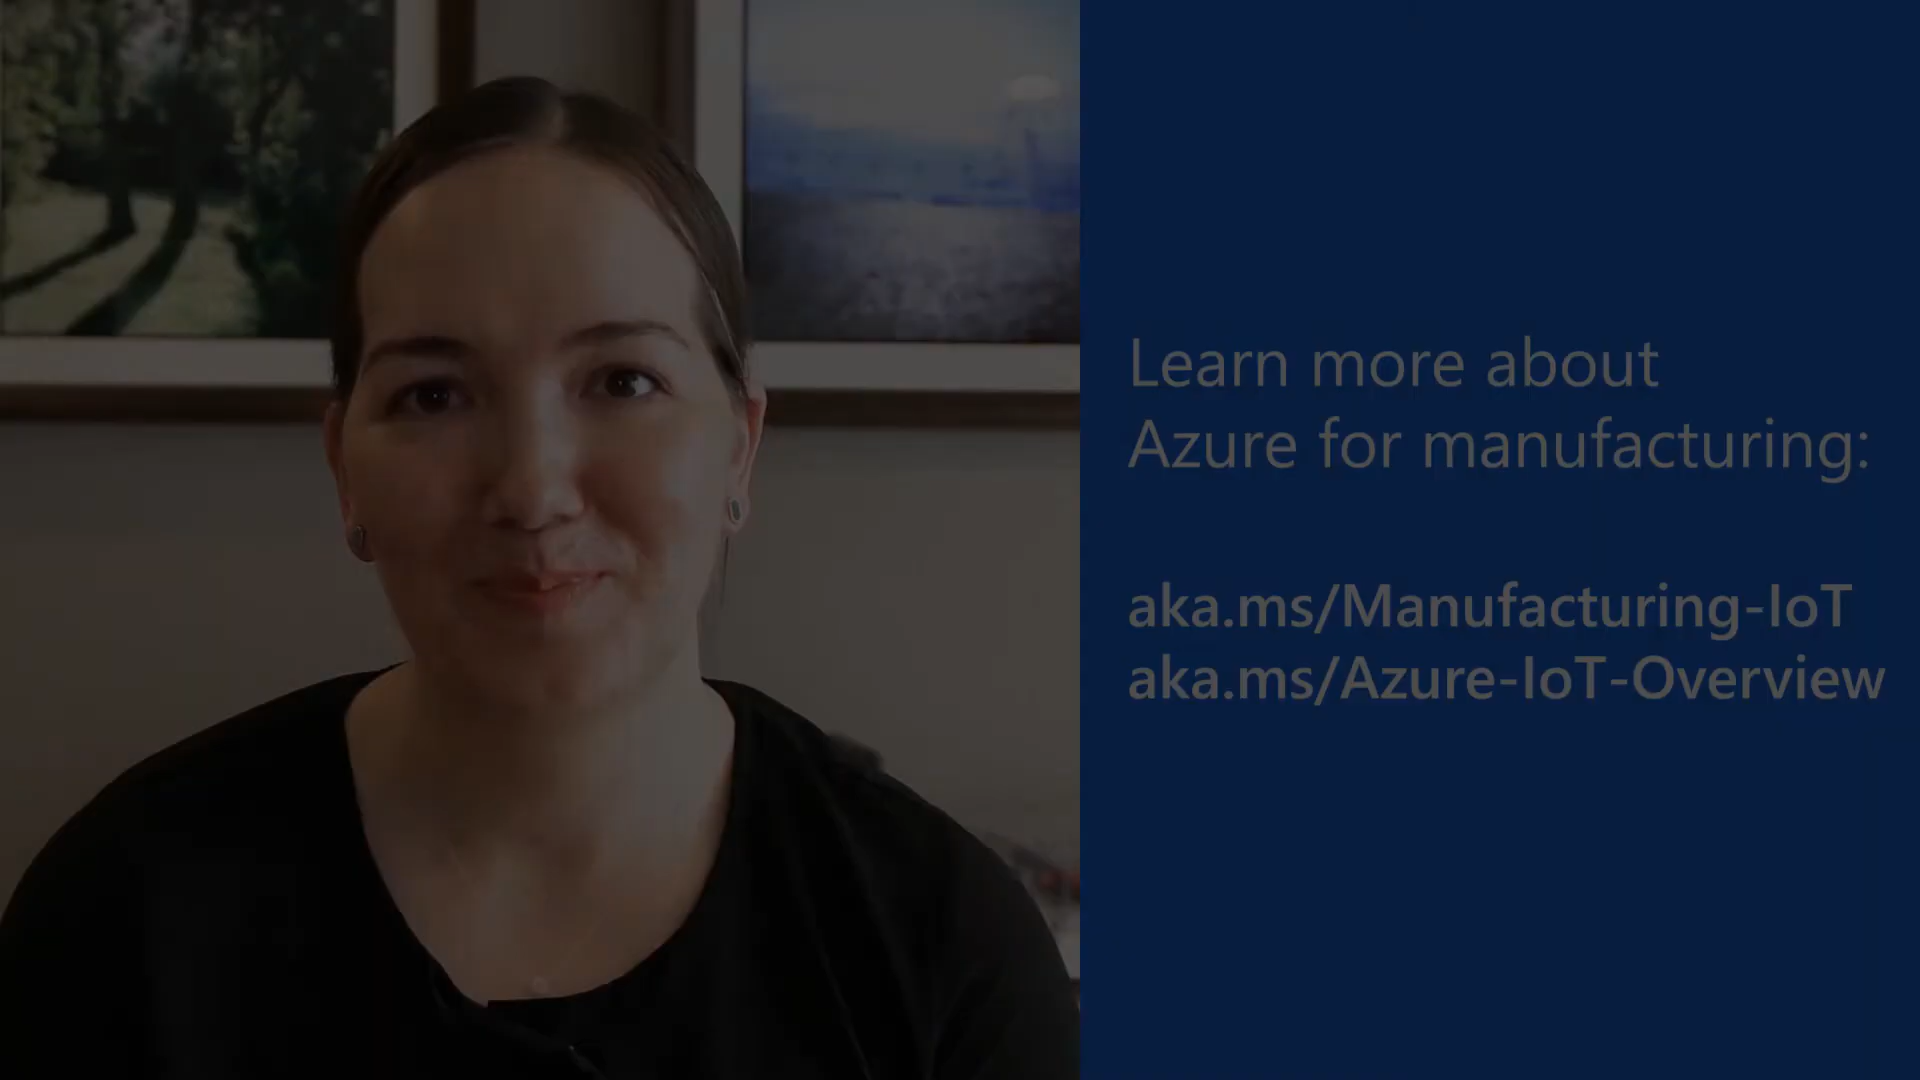 Learn more about
Azure for manufacturing:
aka.ms/Manufacturing-IoT
aka.ms/Azure-IoT-Overview